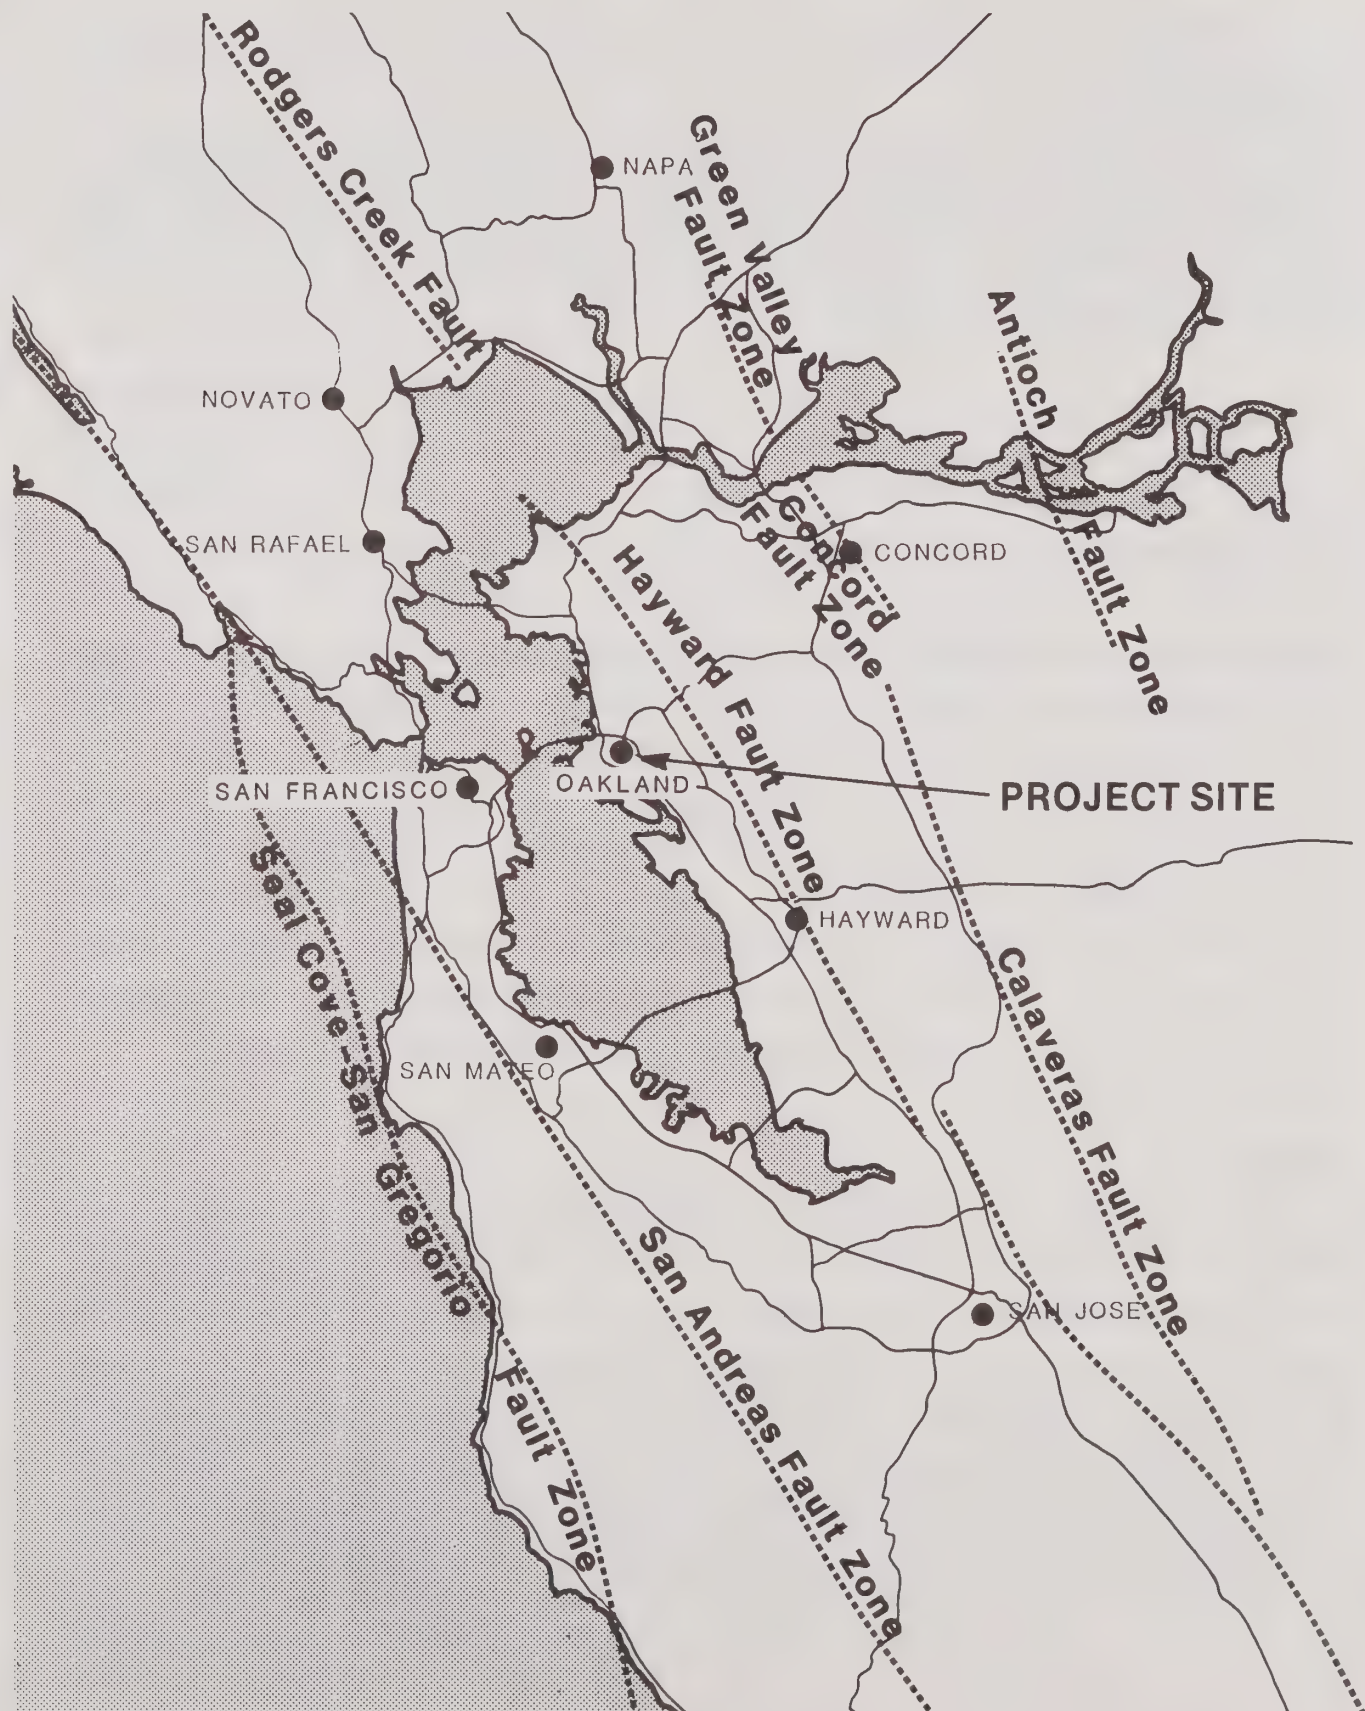 Rodgers Creek Fault
NAPA
Green Valley
Fault Zone
Antioch
Fault Zone
NOVATO
SAN RAFAEL
Concord
Fault Zone
CONCORD
Hayward Fault Zone
SAN FRANCISCO
OAKLAND
PROJECT SITE
HAYWARD
Seal Cove-San Gregorio
Fault Zone
SAN MATEO
Calaveras Fault Zone
San Andreas Fault Zone
SAN JOSE